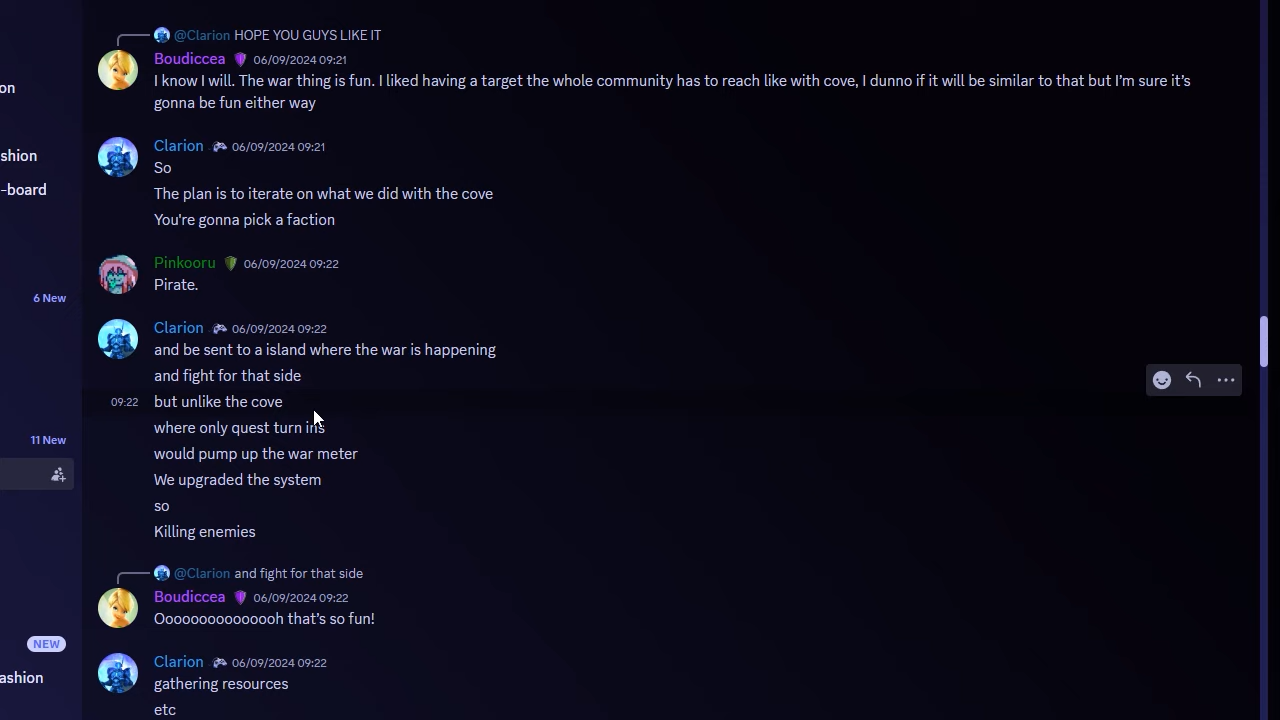 @Clarion HOPE YOU GUYS LIKE IT
Boudiccea 06/09/2024 09:21
I know I will. The war thing is fun. I liked having a target the whole community has to reach like with cove, I dunno if it will be similar to that but I'm sure it's
gonna be fun either way
on
Clarion 06/09/2024 09:21
So
shion
The plan is to iterate on what we did with the cove
-board
You're gonna pick a faction
Pinkooru 06/09/2024 09:22
Pirate.
6 New
Clarion 06/09/2024 09:22
and be sent to a island where the war is happening
and fight for that side
09:22 but unlike the cove
where only quest turn ins
11 New
would pump up the war meter
We upgraded the system
so
Killing enemies
@Clarion and fight for that side
Boudiccea 06/09/2024 09:22
Ooooooooooooooh that's so fun!
NEW
Clarion 06/09/2024 09:22
ashion
gathering resources
etc